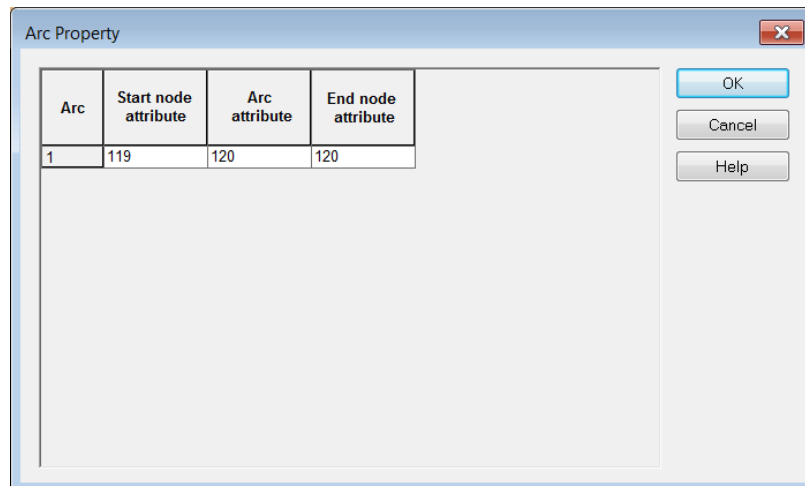 Arc Property
Arc
Start node
attribute
Arc
attribute
End node
attribute
1 119 120 120
OK
Cancel
Help